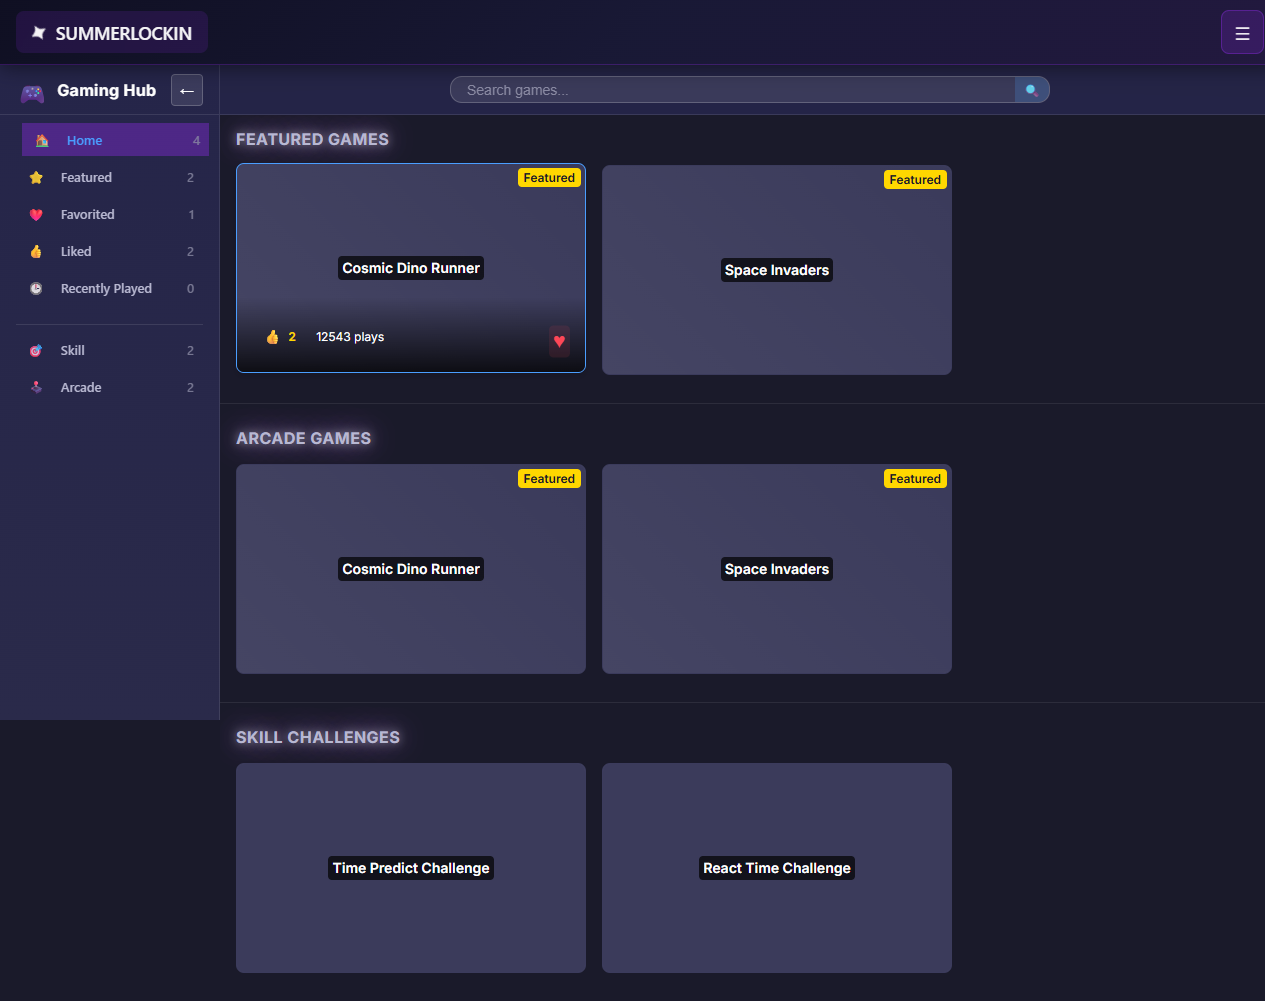 SUMMERLOCKIN
Gaming Hub
Search games...
Home 4
Featured 2
Favorited 1
Liked 2
Recently Played 0
Skill 2
Arcade 2
FEATURED GAMES
Featured
Cosmic Dino Runner
2 12543 plays
Featured
Space Invaders
ARCADE GAMES
Featured
Cosmic Dino Runner
Featured
Space Invaders
SKILL CHALLENGES
Time Predict Challenge
React Time Challenge